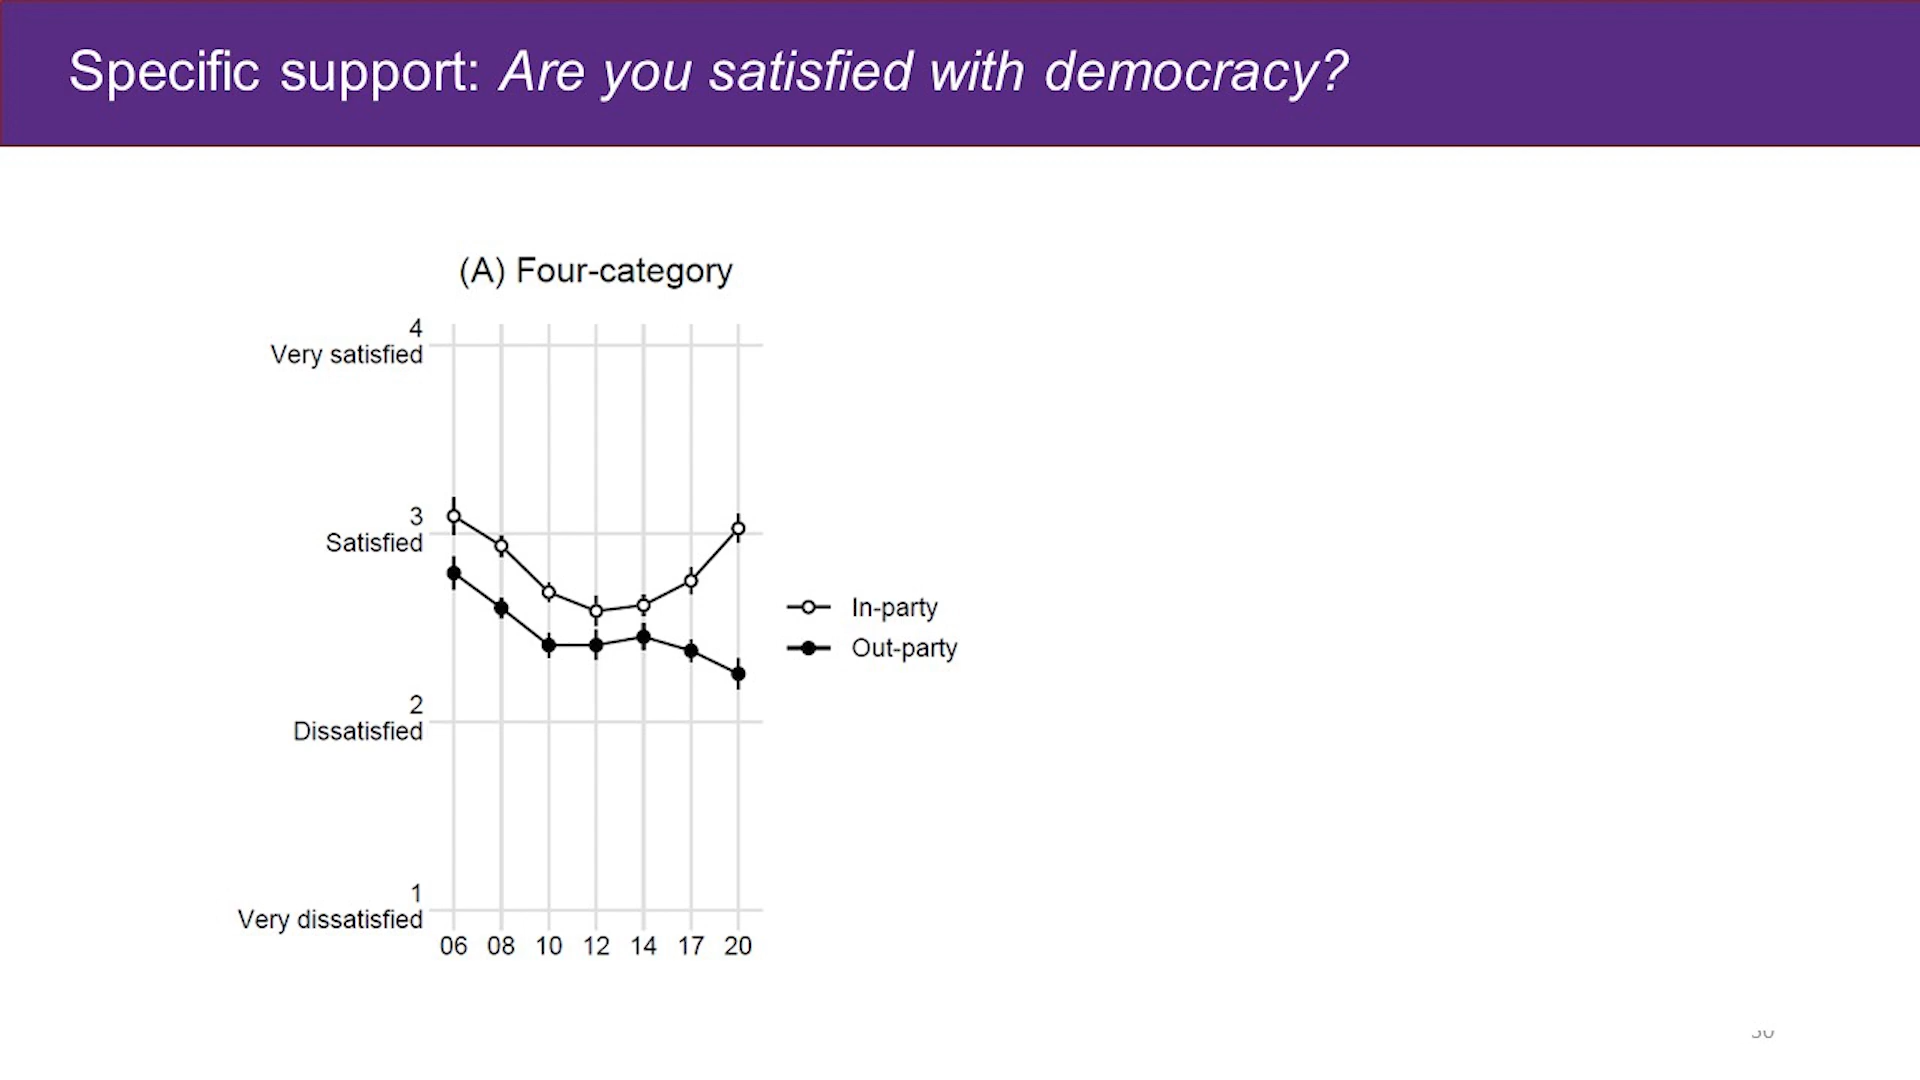 Specific support: Are you satisfied with democracy?
(A) Four-category
4
Very satisfied
3
Satisfied
2
Dissatisfied
1
Very dissatisfied
06 08 10 12 14 17 20
In-party
Out-party